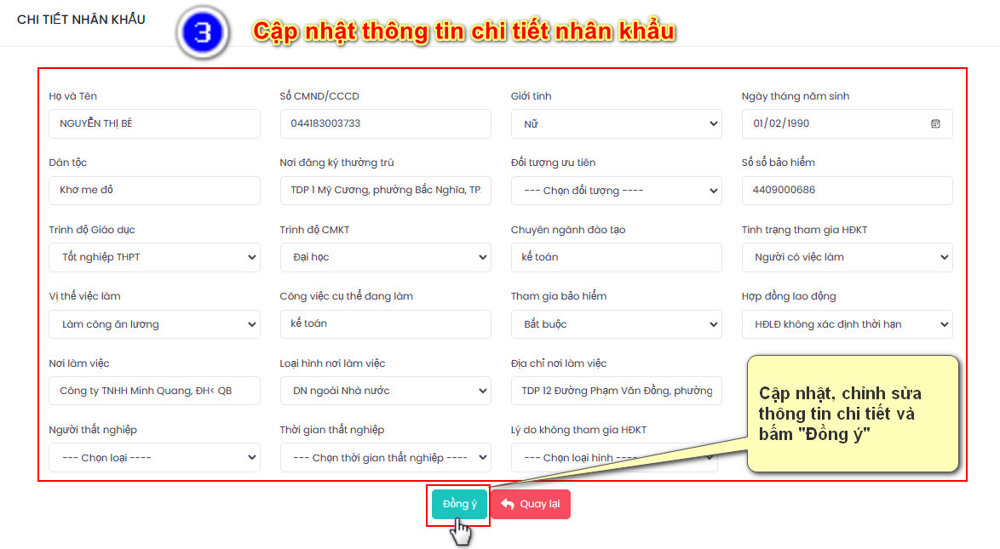 CHI TIẾT NHÂN KHẨU
3
Cập nhật thông tin chi tiết nhân khẩu
Họ và Tên
Số CMND/CCCD
Giới tính
Ngày tháng năm sinh
NGUYỄN THỊ BÉ
044183003733
Nữ
01/02/1990
Dân tộc
Nơi đăng ký thường trú
Đối tượng ưu tiên
Số sổ bảo hiểm
Khơ me đỏ
TDP 1 Mỹ Cương, phường Bắc Nghĩa, TP.
--- Chọn đối tượng ----
4409000686
Trình độ Giáo dục
Trình độ CMKT
Chuyên ngành đào tạo
Tình trạng tham gia HĐKT
Tốt nghiệp THPT
Đại học
kế toán
Người có việc làm
Vị thế việc làm
Công việc cụ thể đang làm
Tham gia bảo hiểm
Hợp đồng lao động
Làm công ăn lương
kế toán
Bắt buộc
HĐLĐ không xác định thời hạn
Nơi làm việc
Loại hình nơi làm việc
Địa chỉ nơi làm việc
Công ty TNHH Minh Quang, ĐH< QB
DN ngoài Nhà nước
TDP 12 Đường Phạm Văn Đồng, phường
Người thất nghiệp
Thời gian thất nghiệp
Lý do không tham gia HĐKT
--- Chọn loại ----
--- Chọn thời gian thất nghiệp ----
--- Chọn loại hình ----
Cập nhật, chỉnh sửa
thông tin chi tiết và
bấm "Đồng ý"
Đồng ý
Quay lại